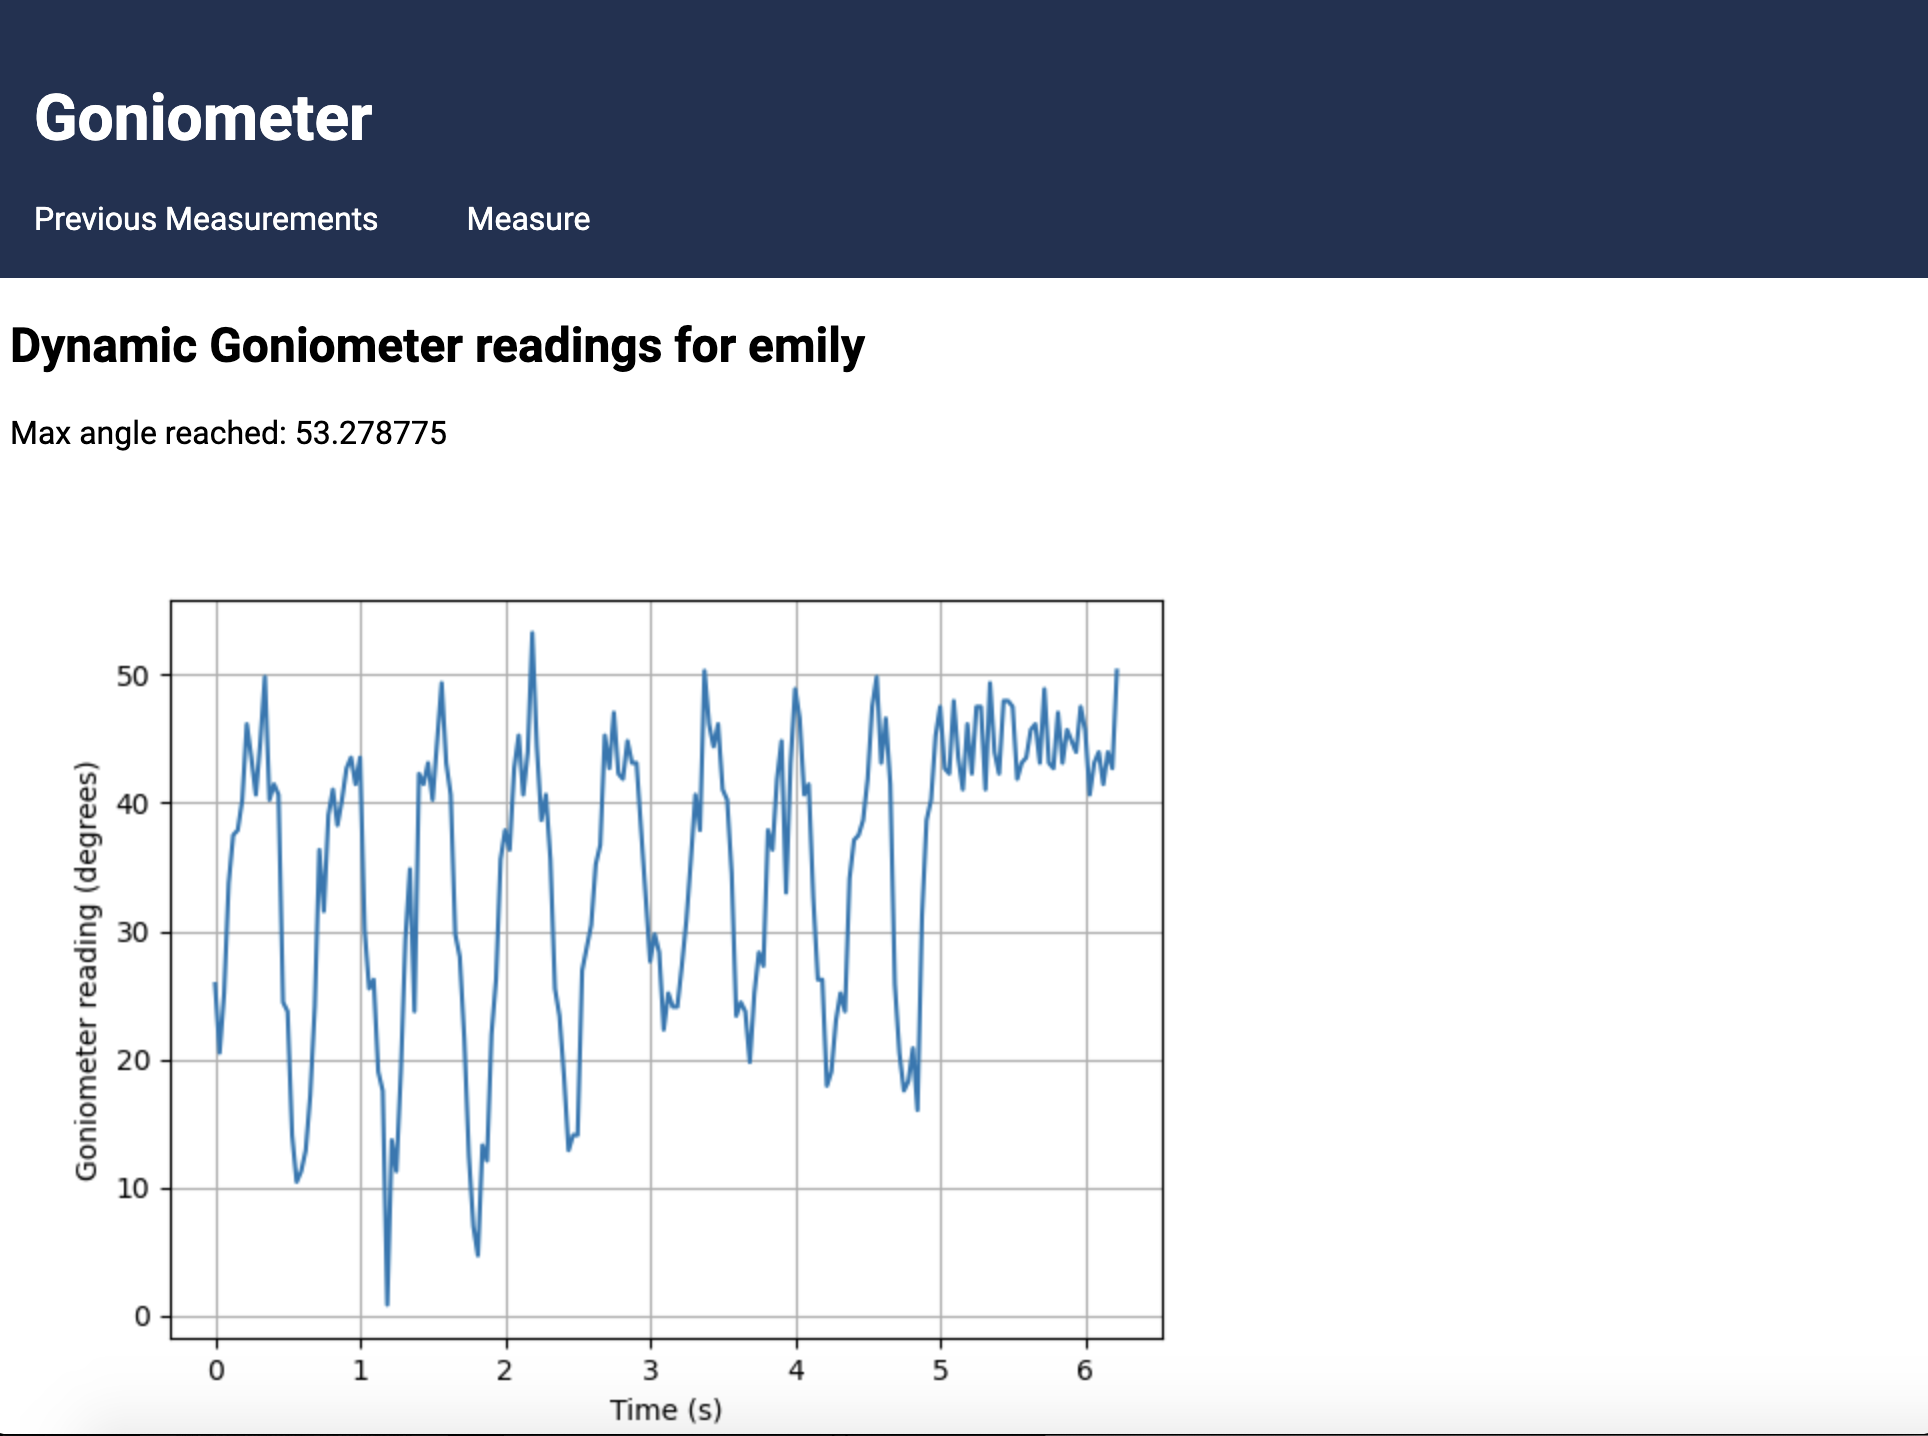 Goniometer
Previous Measurements Measure
Dynamic Goniometer readings for emily
Max angle reached: 53.278775
50
40
30
20
10
0
Goniometer reading (degrees)
0 1 2 3 4 5 6
Time (s)